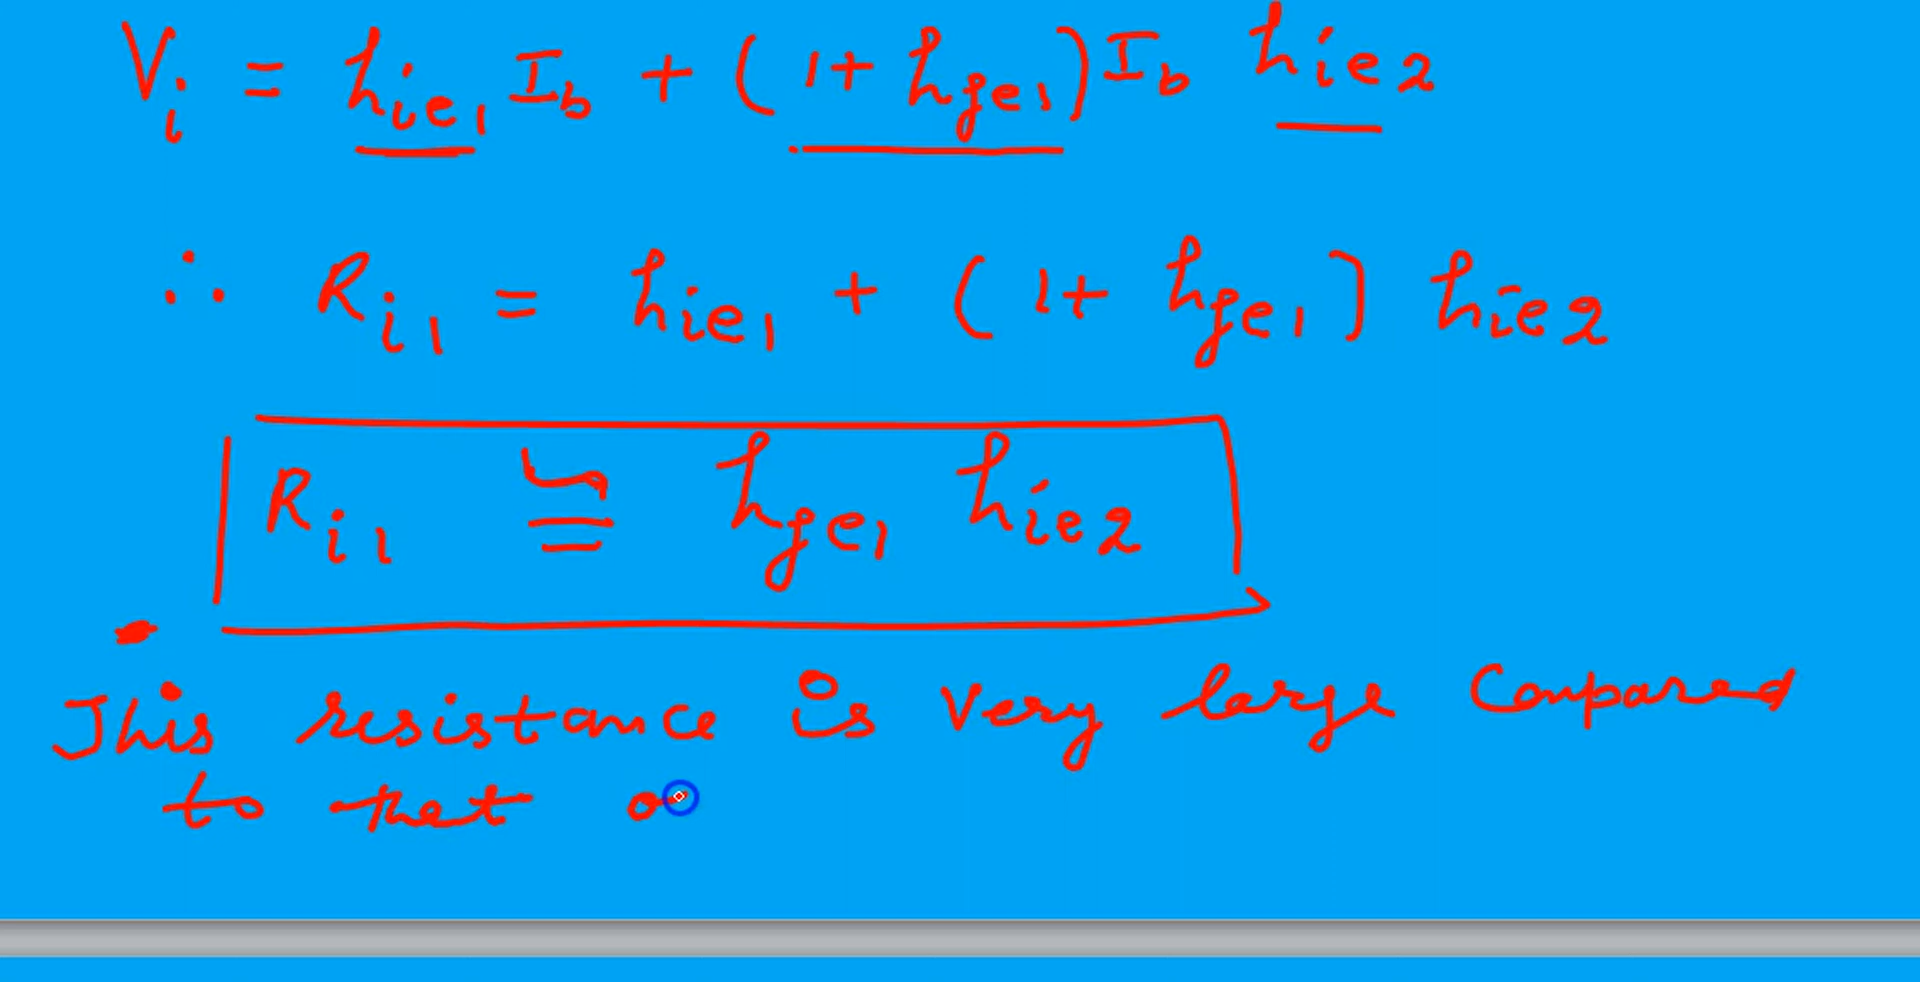 Vi = hie1 Ib + (1 + hfe1) Ib hie2
∴ Ri1 = hie1 + (1 + hfe1) hie2
Ri1 ≅ hfe1 hie2
This resistance is very large compared
to that o